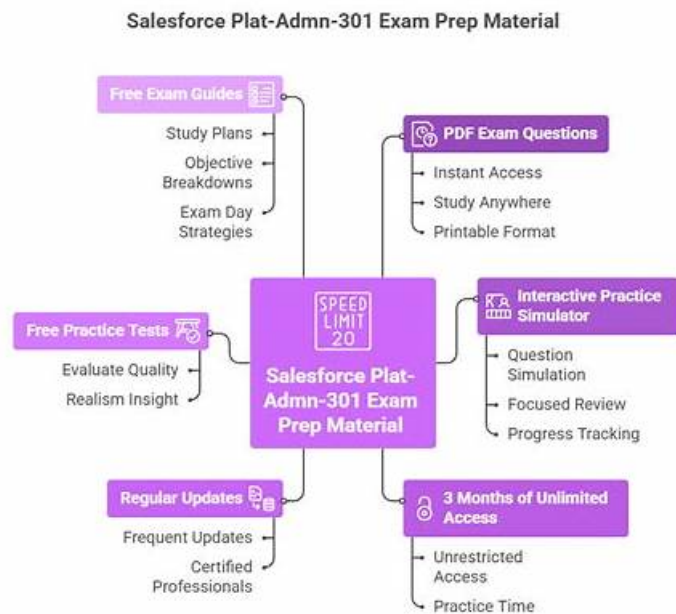 Salesforce Plat-Admn-301 Exam Prep Material
Free Exam Guides
Study Plans
Objective
Breakdowns
Exam Day
Strategies
PDF Exam Questions
Instant Access
Study Anywhere
Printable Format
SPEED
LIMIT
20
Salesforce Plat-
Admn-301 Exam
Prep Material
Free Practice Tests
Evaluate Quality
Realism Insight
Interactive Practice
Simulator
Question
Simulation
Focused Review
Progress Tracking
Regular Updates
Frequent Updates
Certified
Professionals
3 Months of Unlimited
Access
Unrestricted
Access
Practice Time